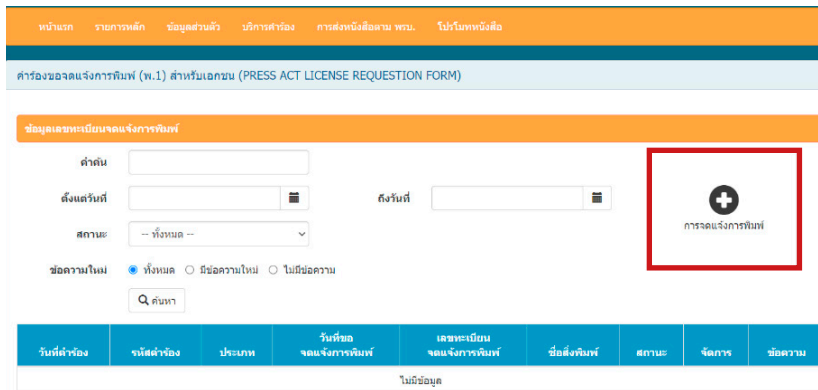 หน้าแรก รายการหลัก ข้อมูลส่วนตัว บริการคำร้อง การส่งหนังสือตาม พรบ. โปรโมทหนังสือ
คำร้องขอจดแจ้งการพิมพ์ (พ.1) สำหรับเอกชน (PRESS ACT LICENSE REQUESTION FORM)
ข้อมูลเลขทะเบียนจดแจ้งการพิมพ์
คำค้น
ตั้งแต่วันที่ ถึงวันที่
การจดแจ้งการพิมพ์
สถานะ -- ทั้งหมด --
ข้อความใหม่ ทั้งหมด มีข้อความใหม่ ไม่มีข้อความ
ค้นหา
วันที่คำร้อง รหัสคำร้อง ประเภท วันที่ขอ จดแจ้งการพิมพ์ เลขทะเบียน จดแจ้งการพิมพ์ ชื่อสิ่งพิมพ์ สถานะ จัดการ ข้อความ
ไม่มีข้อมูล